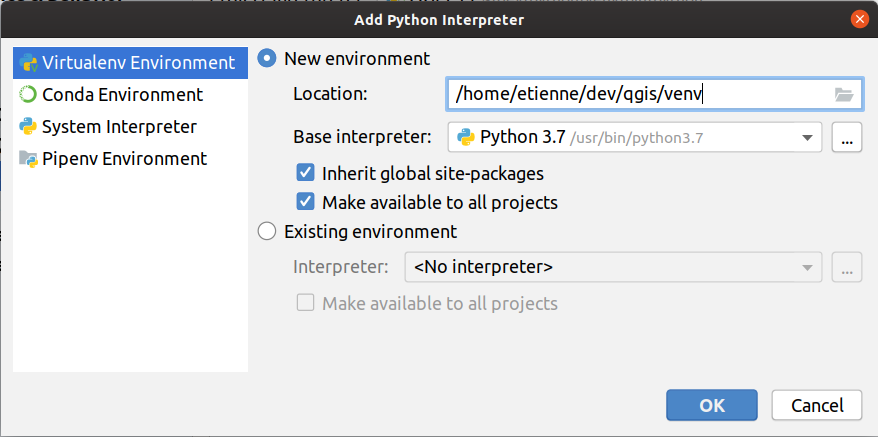 Add Python Interpreter
Virtualenv Environment
Conda Environment
System Interpreter
Pipenv Environment
New environment
Location: /home/etienne/dev/qgis/venv
Base interpreter: Python 3.7 /usr/bin/python3.7 ...
Inherit global site-packages
Make available to all projects
Existing environment
Interpreter: <No interpreter> ...
Make available to all projects
OK Cancel